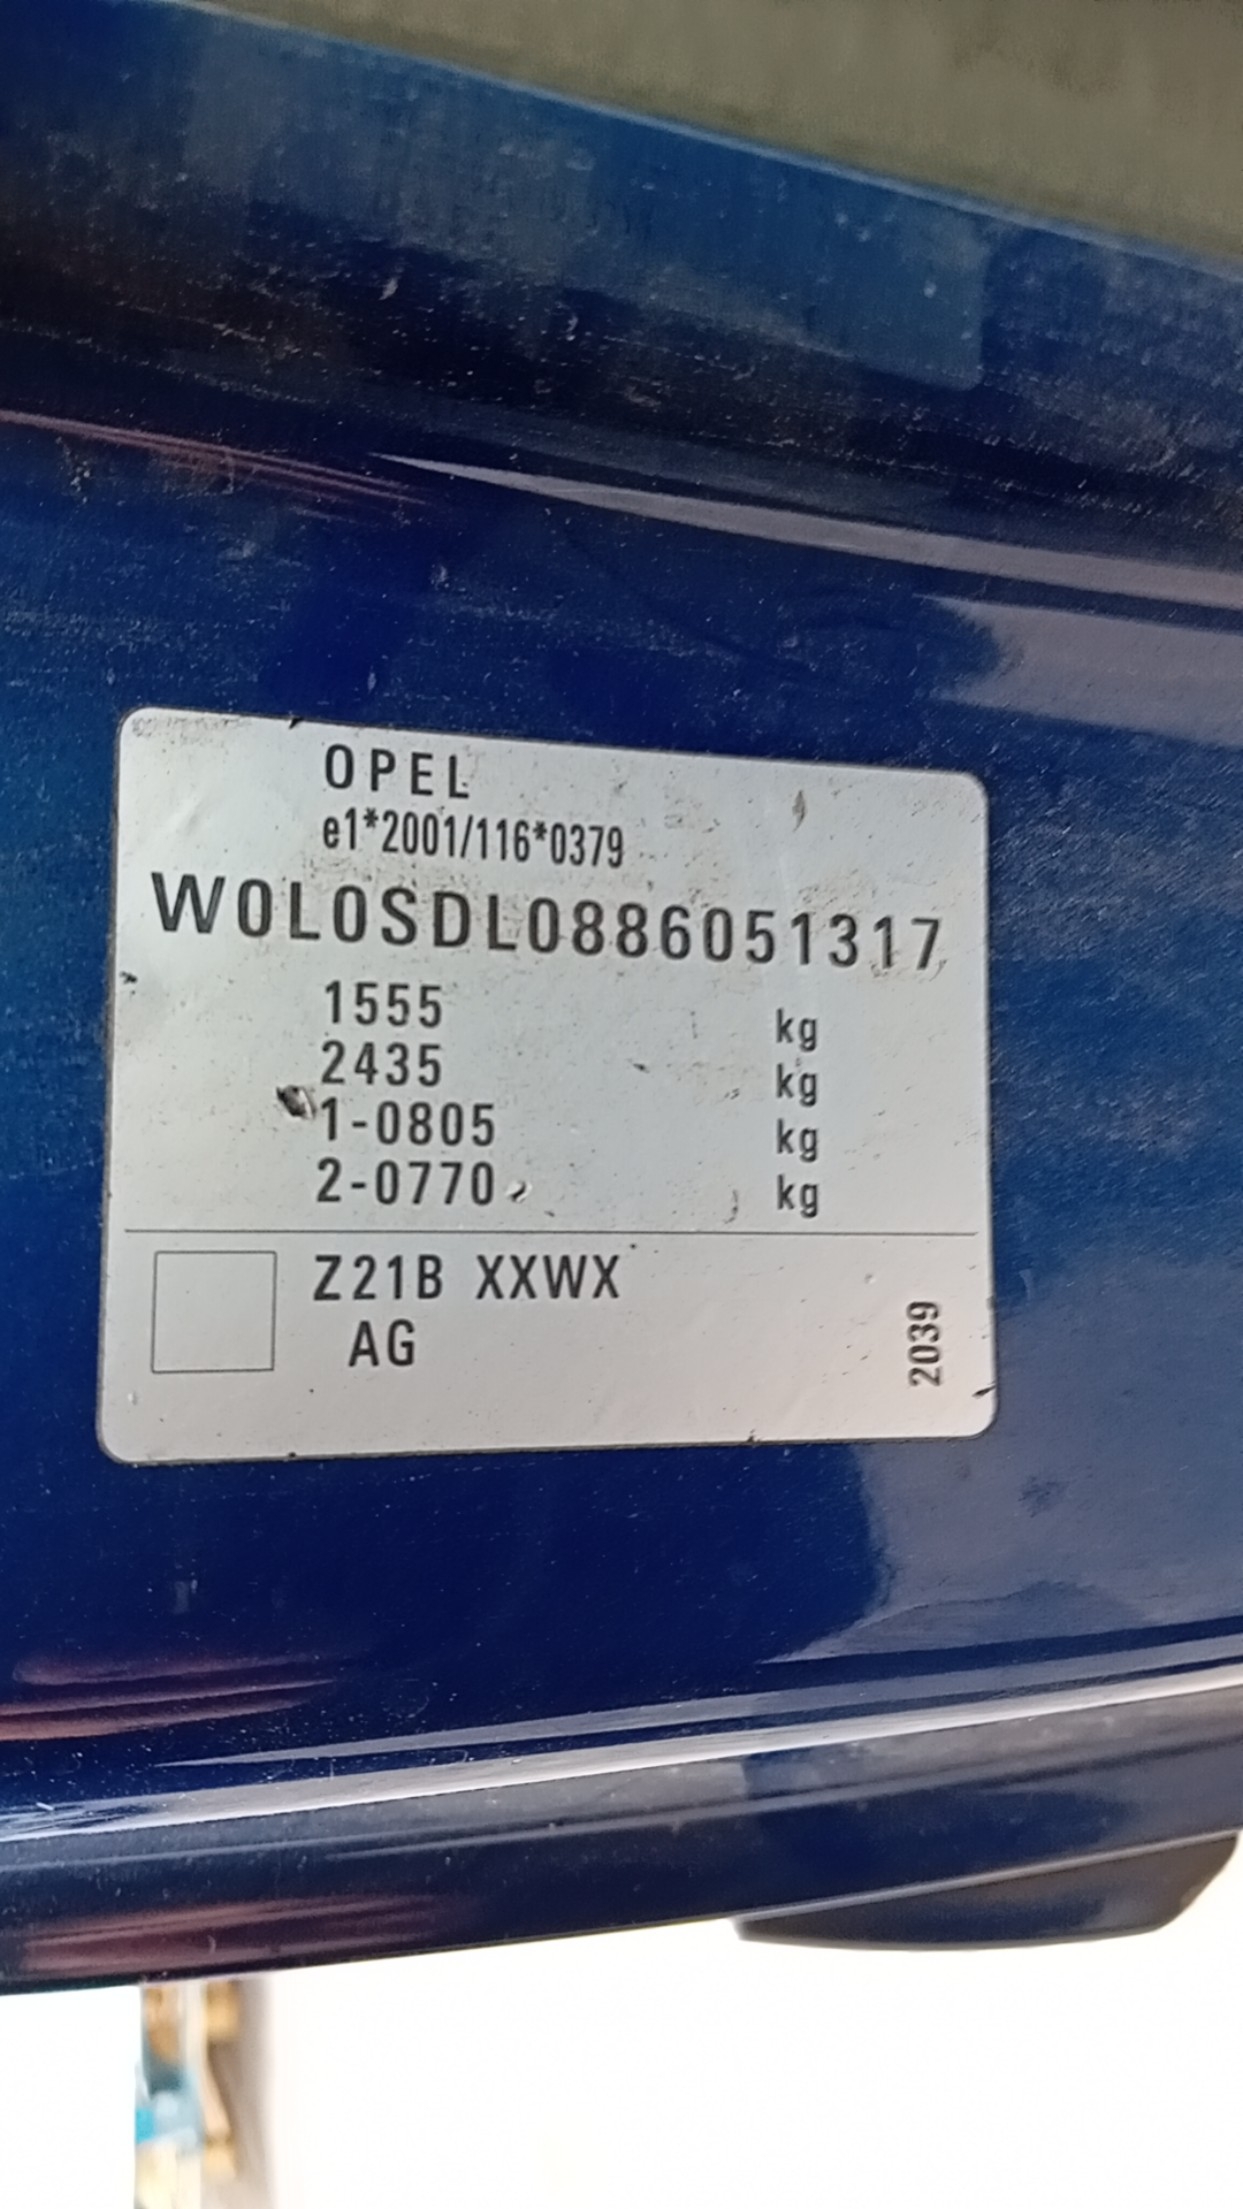 OPEL
e1*2001/116*0379
W0L0SDL0886051317
1555 kg
2435 kg
1-0805 kg
2-0770 kg
Z21B XXWX
AG
2039